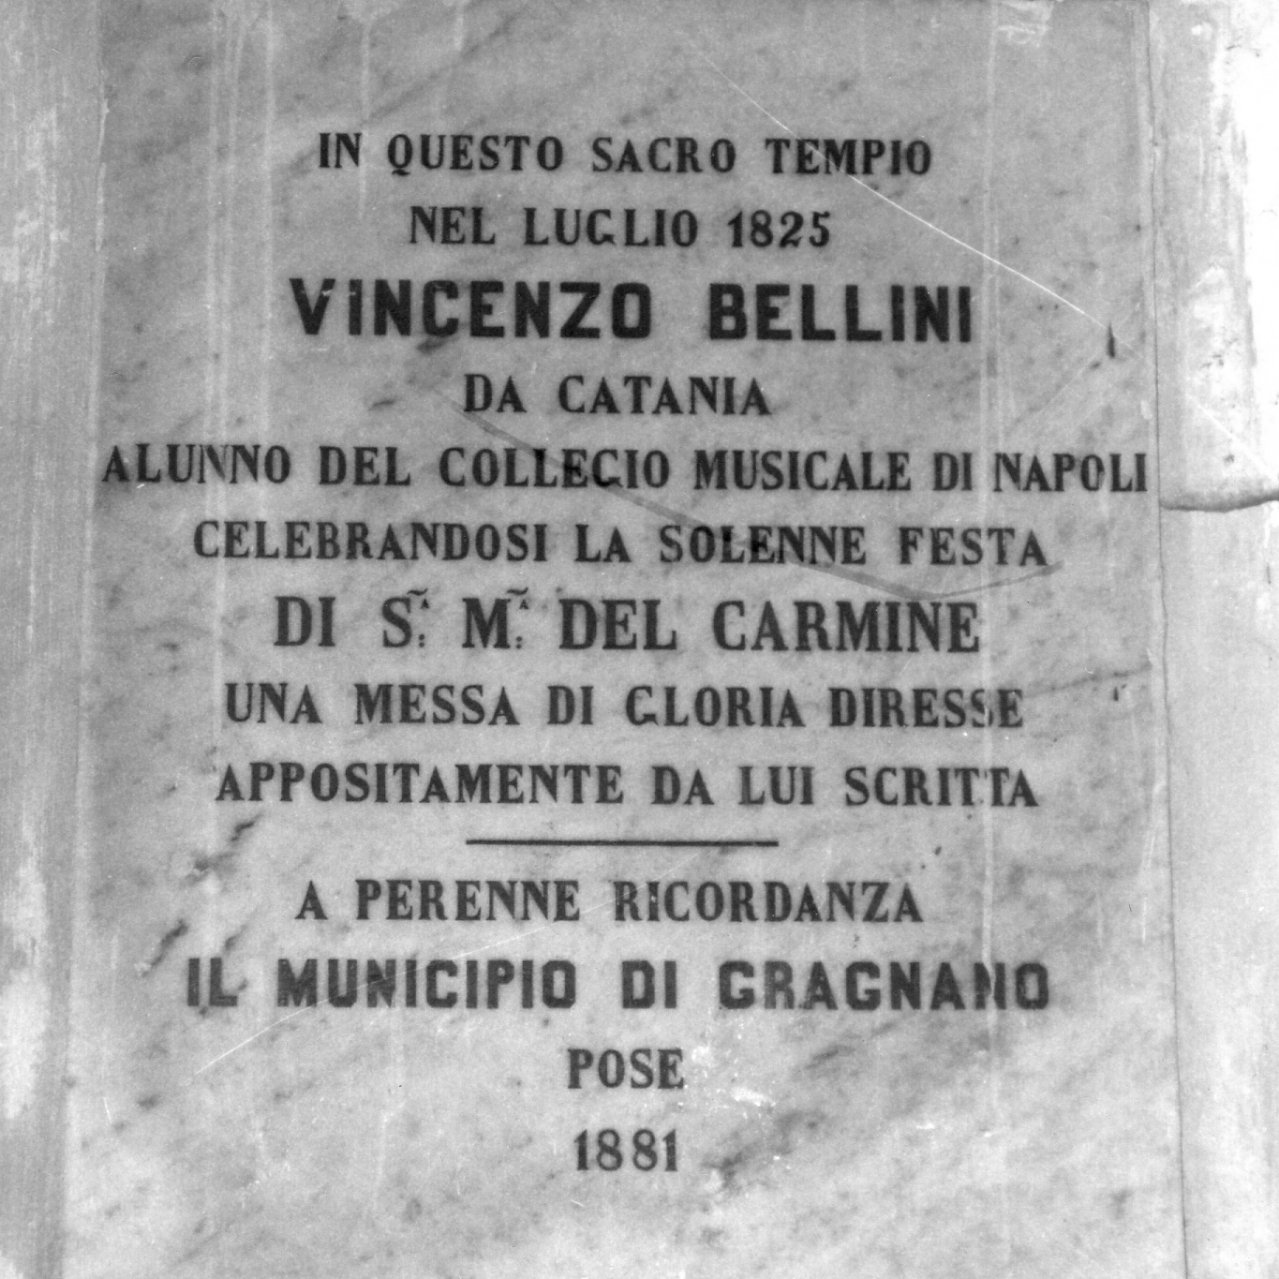 IN QUESTO SACRO TEMPIO
NEL LUGLIO 1825
VINCENZO BELLINI
DA CATANIA
ALUNNO DEL COLLEGIO MUSICALE DI NAPOLI
CELEBRANDOSI LA SOLENNE FESTA
DI S.ᴬ M.ᴬ DEL CARMINE
UNA MESSA DI GLORIA DIRESSE
APPOSITAMENTE DA LUI SCRITTA
A PERENNE RICORDANZA
IL MUNICIPIO DI GRAGNANO
POSE
1881